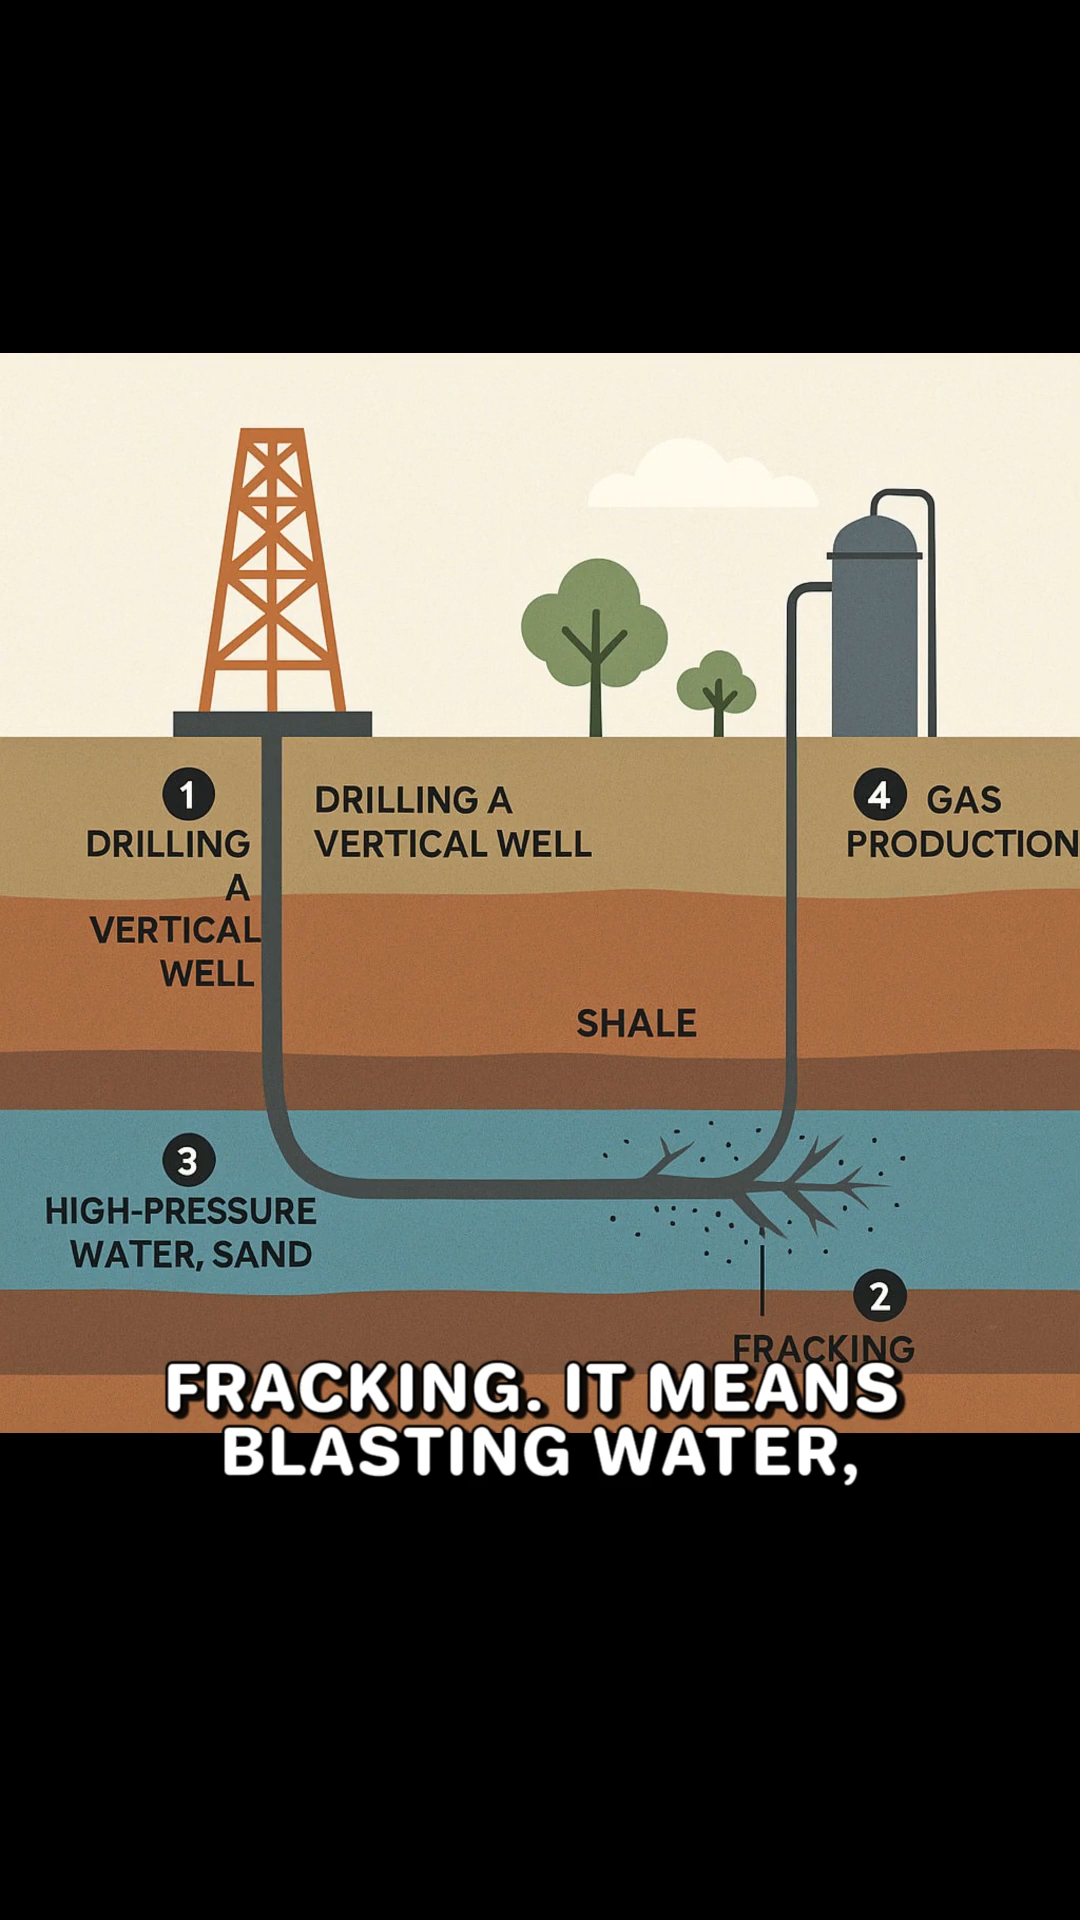 1
DRILLING
A
VERTICAL
WELL
DRILLING A
VERTICAL WELL
4 GAS
PRODUCTION
SHALE
3
HIGH-PRESSURE
WATER, SAND
2
FRACKING
FRACKING. IT MEANS
BLASTING WATER,